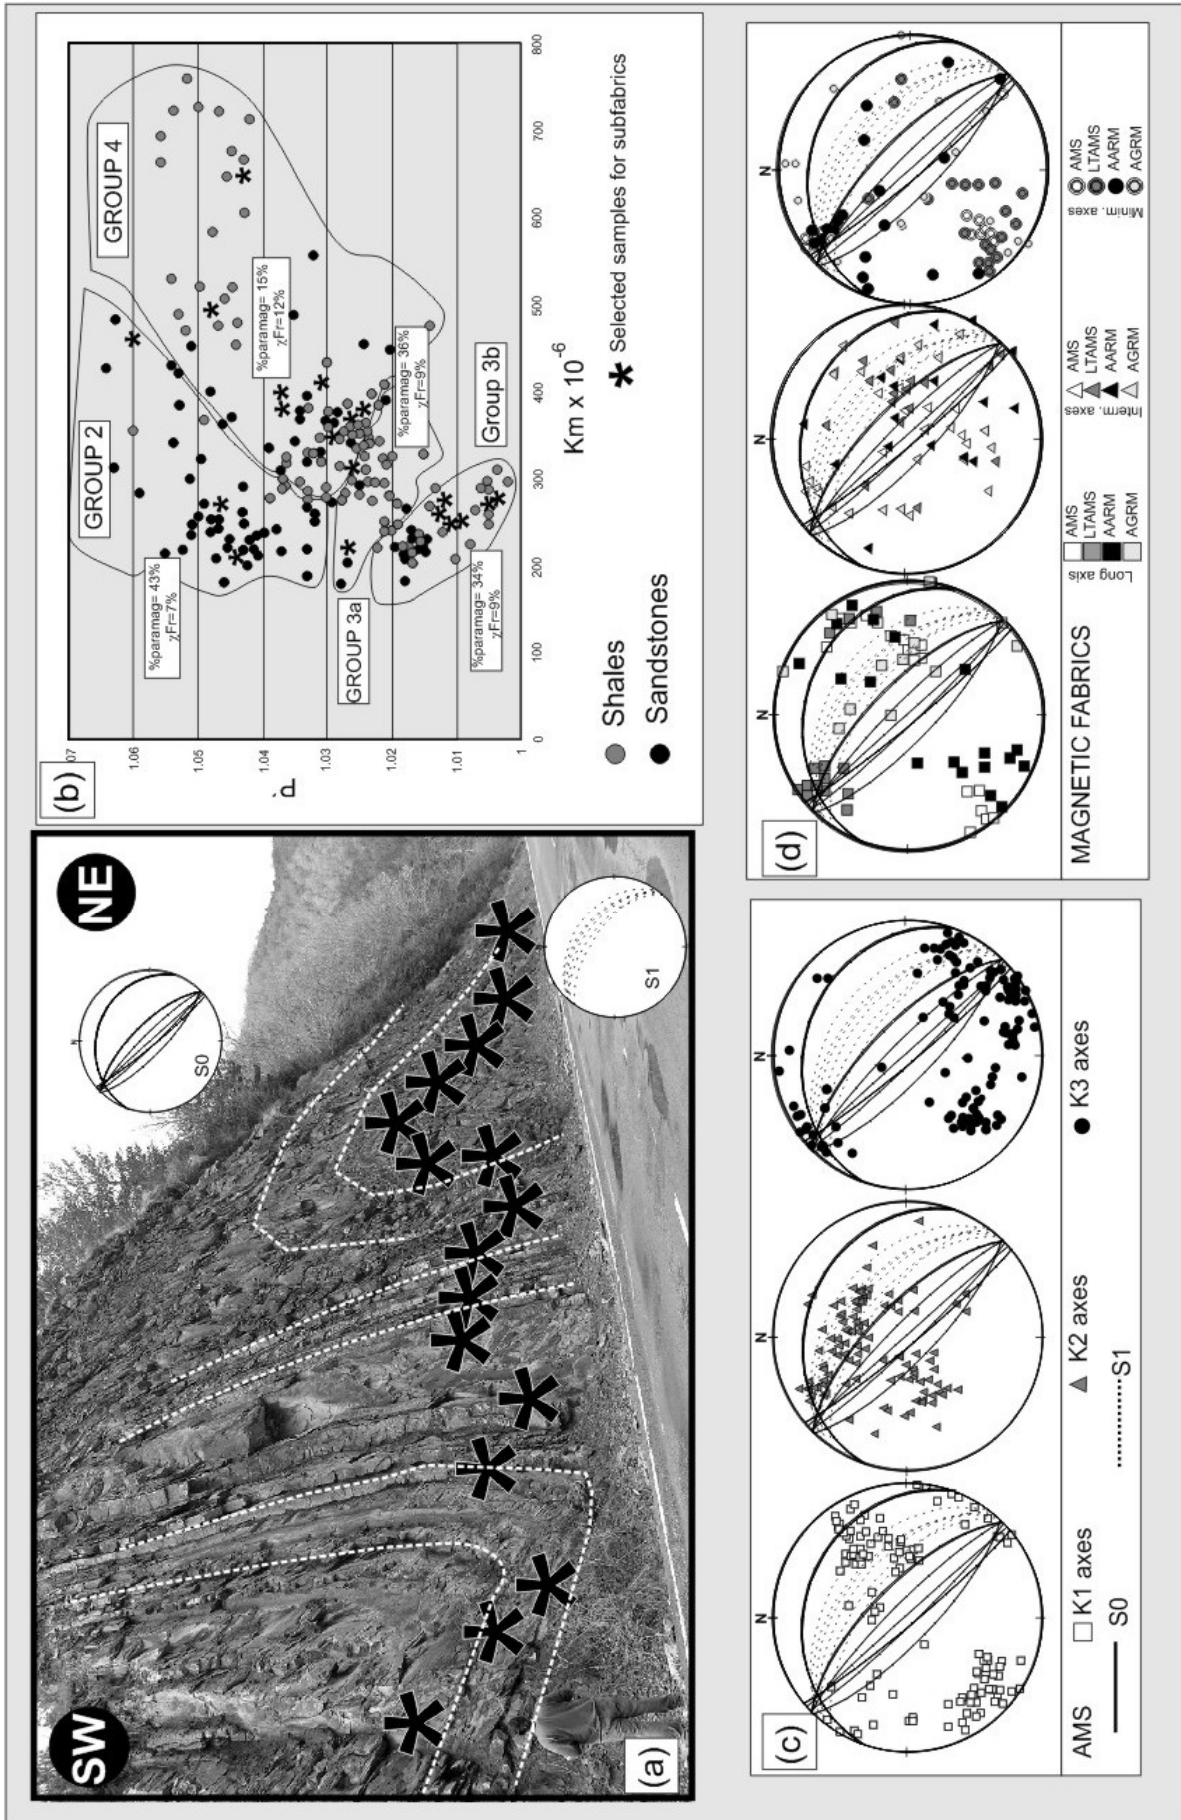 SW
NE
N
S0
S1
(a)
(b)
P´
1.07
1.06
1.05
1.04
1.03
1.02
1.01
1
0
100
200
300
400
500
600
700
800
Km x 10-6
GROUP 2
GROUP 4
GROUP 3a
Group 3b
%paramag= 43%
χFr=7%
%paramag= 15%
χFr=12%
%paramag= 36%
χFr=9%
%paramag= 34%
χFr=9%
Shales
Sandstones
Selected samples for subfabrics
(c)
N
N
N
AMS
K1 axes
K2 axes
K3 axes
S0
S1
(d)
N
N
N
MAGNETIC FABRICS
Long axis
AMS
LTAMS
AARM
AGRM
Interm. axes
AMS
LTAMS
AARM
AGRM
Minim. axes
AMS
LTAMS
AARM
AGRM